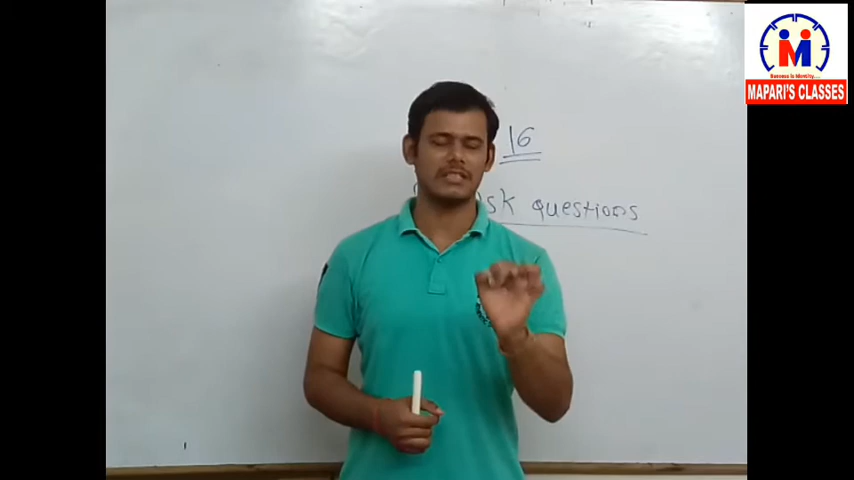 16
sk questions
M
Success is Identity....
MAPARI'S CLASSES